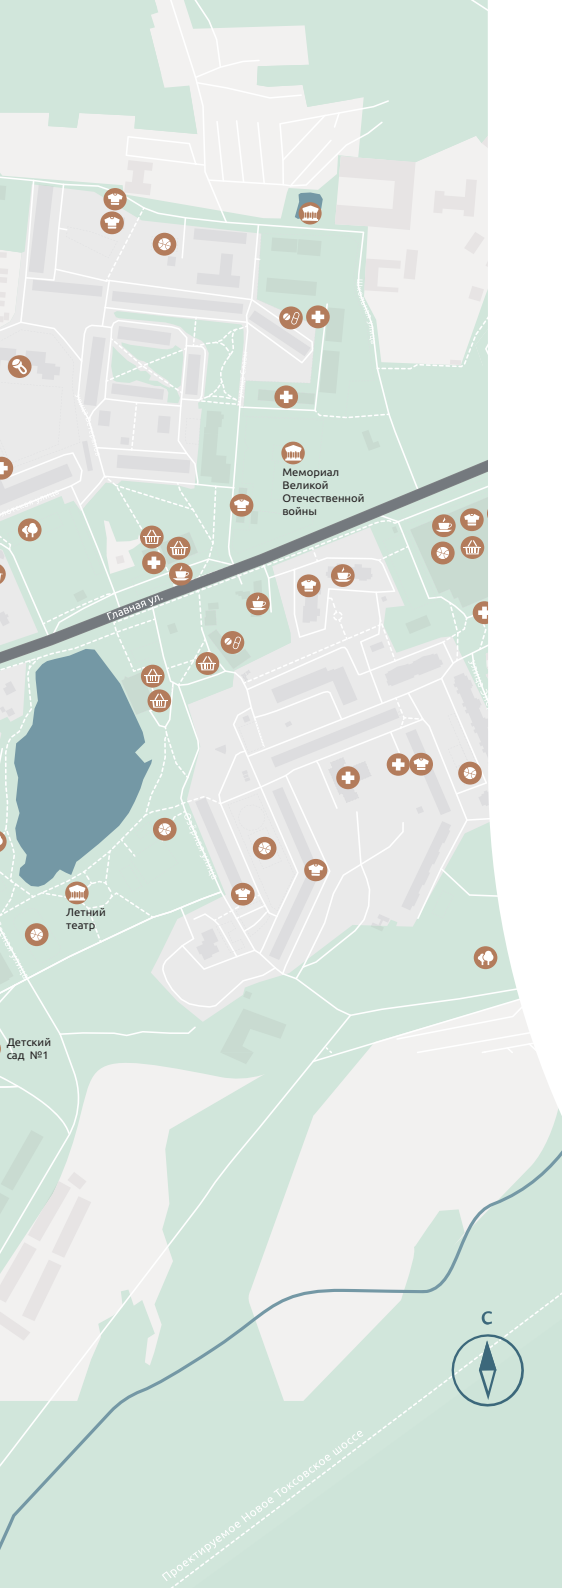 Мемориал
Великой
Отечественной
войны
Главная ул.
Летний
театр
Детский
сад №1
С
Проектируемое Новое Токсовское шоссе